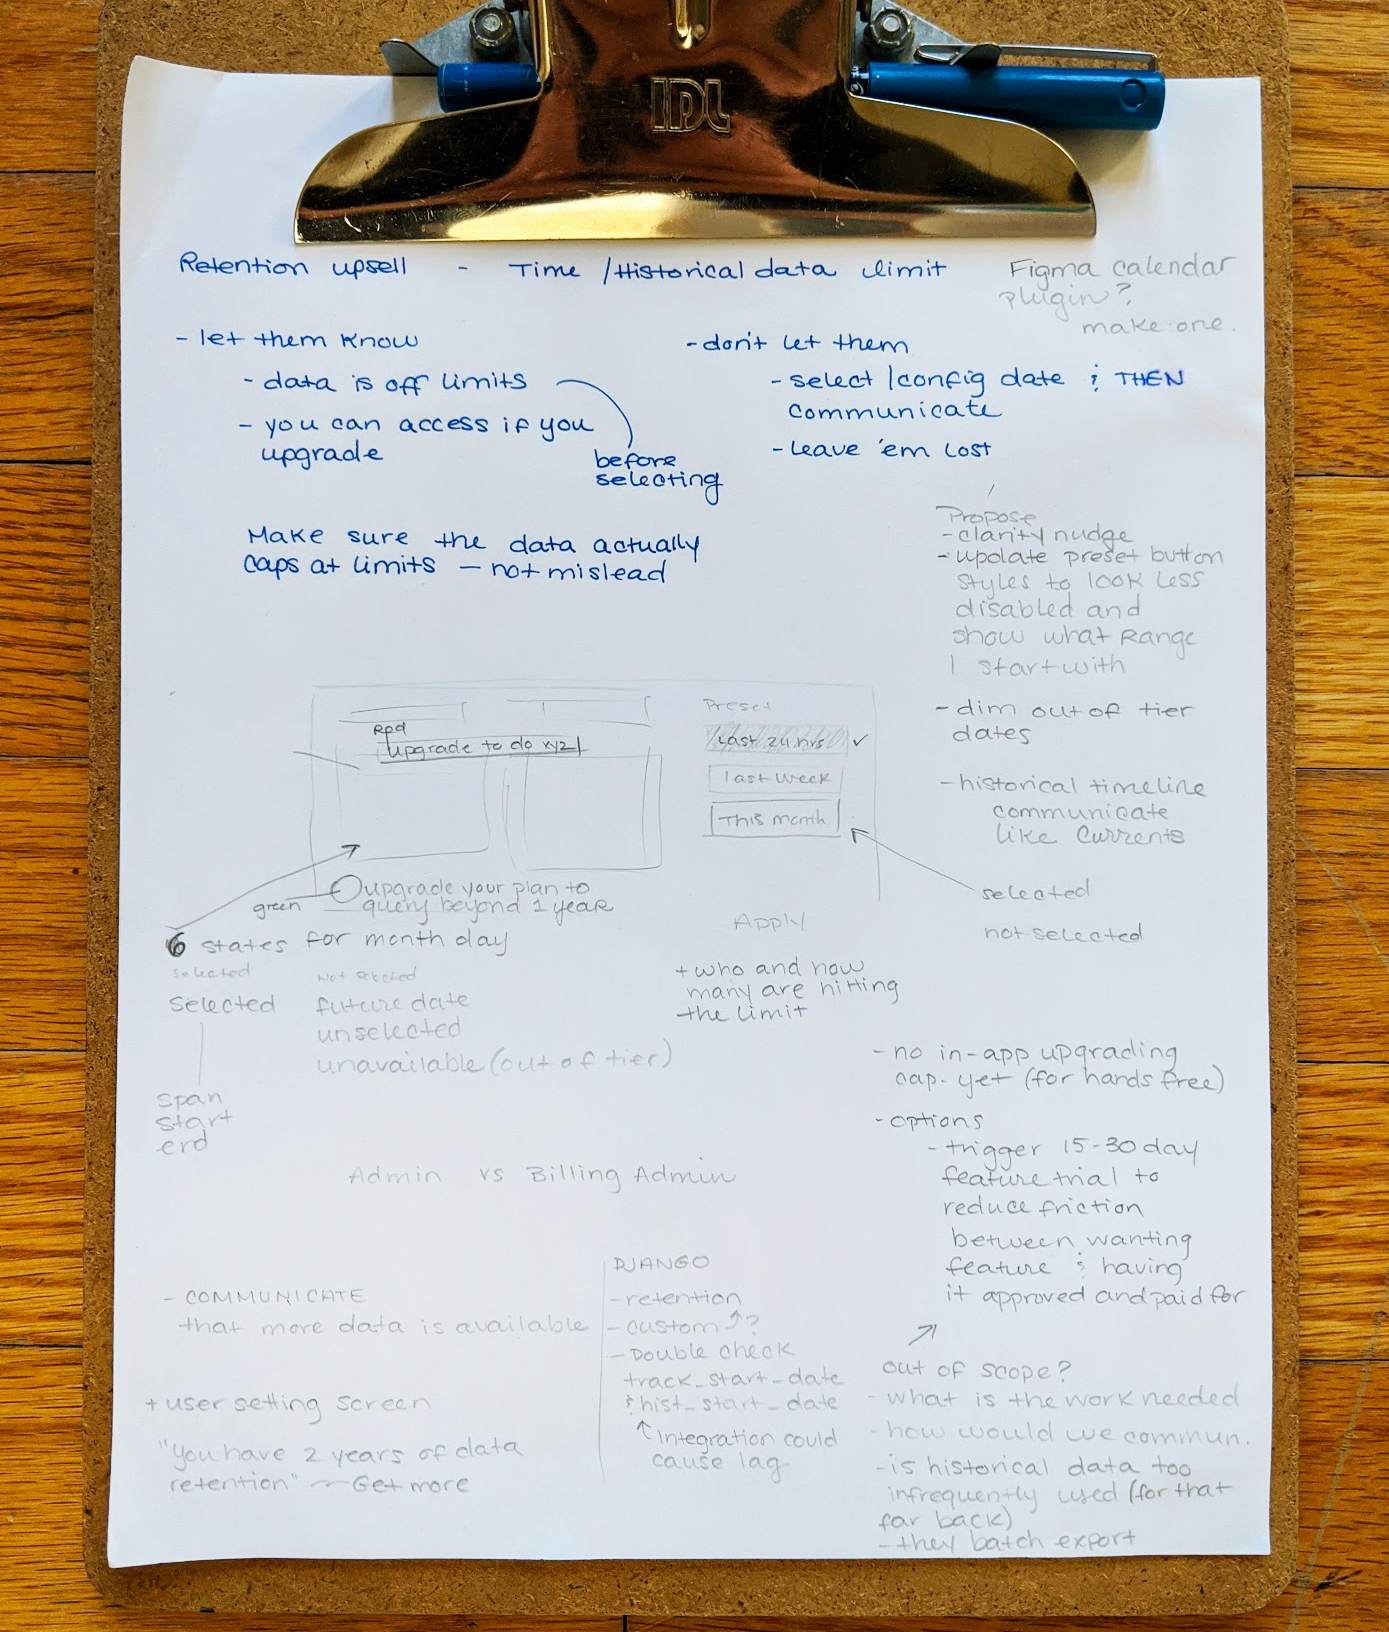 IDL
Retention upsell - Time /Historical data limit
Figma calendar
plugin?
make one.
- let them know
- data is off limits
- you can access if you
upgrade
before
selecting
- don't let them
- select /config date & THEN
communicate
- leave 'em lost
Make sure the data actually
caps at limits - not mislead
Propose
- clarity nudge
- update preset button
styles to look less
disabled and
show what Range
I start with
- dim out of tier
dates
- historical timeline
communicate
like Currents
Preset
upgrade to do xyz
Last 24 hrs ✓
last week
This month
selected
not selected
upgrade your plan to
query beyond 1 year
green
Apply
6 states for month day
selected
Selected
Not selected
future date
unselected
unavailable (out of tier)
span
start
end
+ who and how
many are hitting
the limit
- no in-app upgrading
cap. yet (for hands free)
- options
- trigger 15-30 day
feature trial to
reduce friction
between wanting
feature & having
it approved and paid for
Admin vs Billing Admin
- COMMUNICATE
that more data is available
+ user setting screen
"You have 2 years of data
retention" — Get more
DJANGO
- retention
- custom ?
- Double check
track_start_date
& hist_start_date
Integration could
cause lag
out of scope?
- what is the work needed
- how would we commun.
- is historical data too
infrequently used (for that
far back)
- they batch export